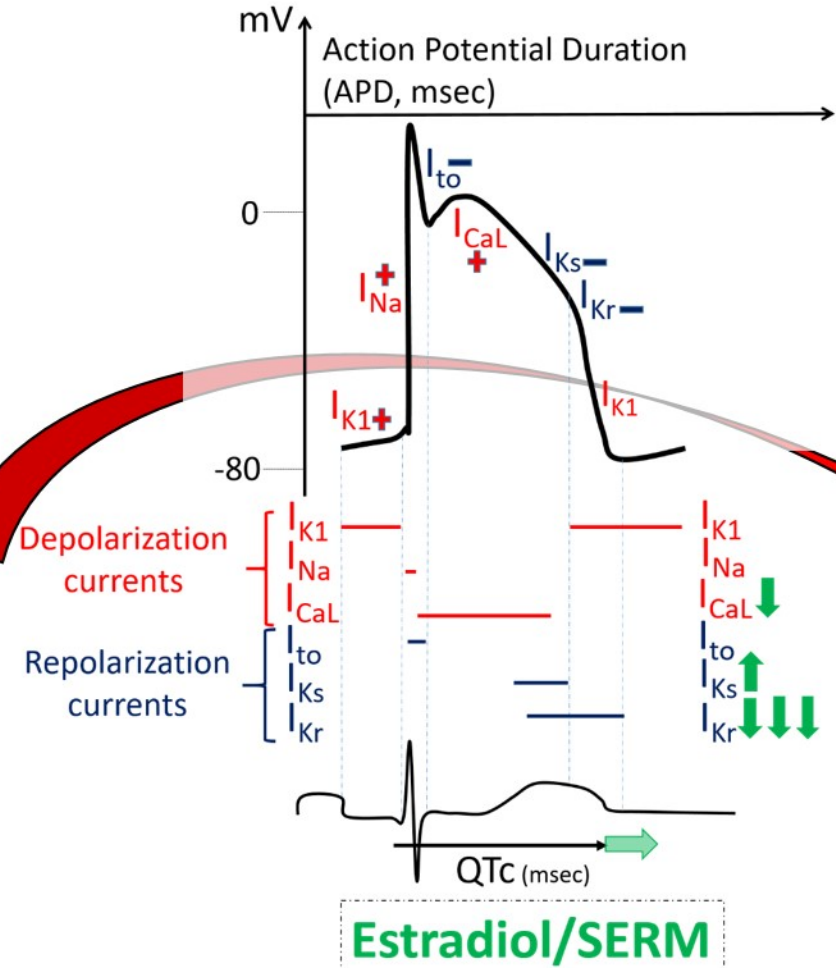 mV
Action Potential Duration
(APD, msec)
Ito −
0
ICaL
+
IKs −
IKr −
+
INa
IK1 +
IK1
-80
Depolarization
currents
IK1
INa
ICaL
Repolarization
currents
Ito
IKs
IKr
IK1
INa
ICaL
Ito
IKs
IKr
QTc (msec)
Estradiol/SERM